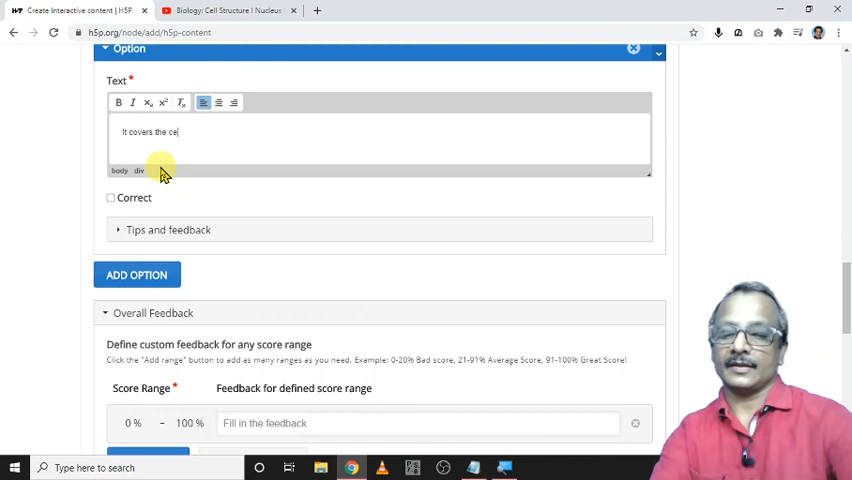 H-P Create Interactive content | H5P × Biology: Cell Structure I Nucleus × +
h5p.org/node/add/h5p-content
Option
Text*
B I x₂ x² Tx
It covers the ce
body div
Correct
Tips and feedback
ADD OPTION
Overall Feedback
Define custom feedback for any score range
Click the "Add range" button to add as many ranges as you need. Example: 0-20% Bad score, 21-91% Average Score, 91-100% Great Score!
Score Range* Feedback for defined score range
0 % – 100 % Fill in the feedback
Type here to search